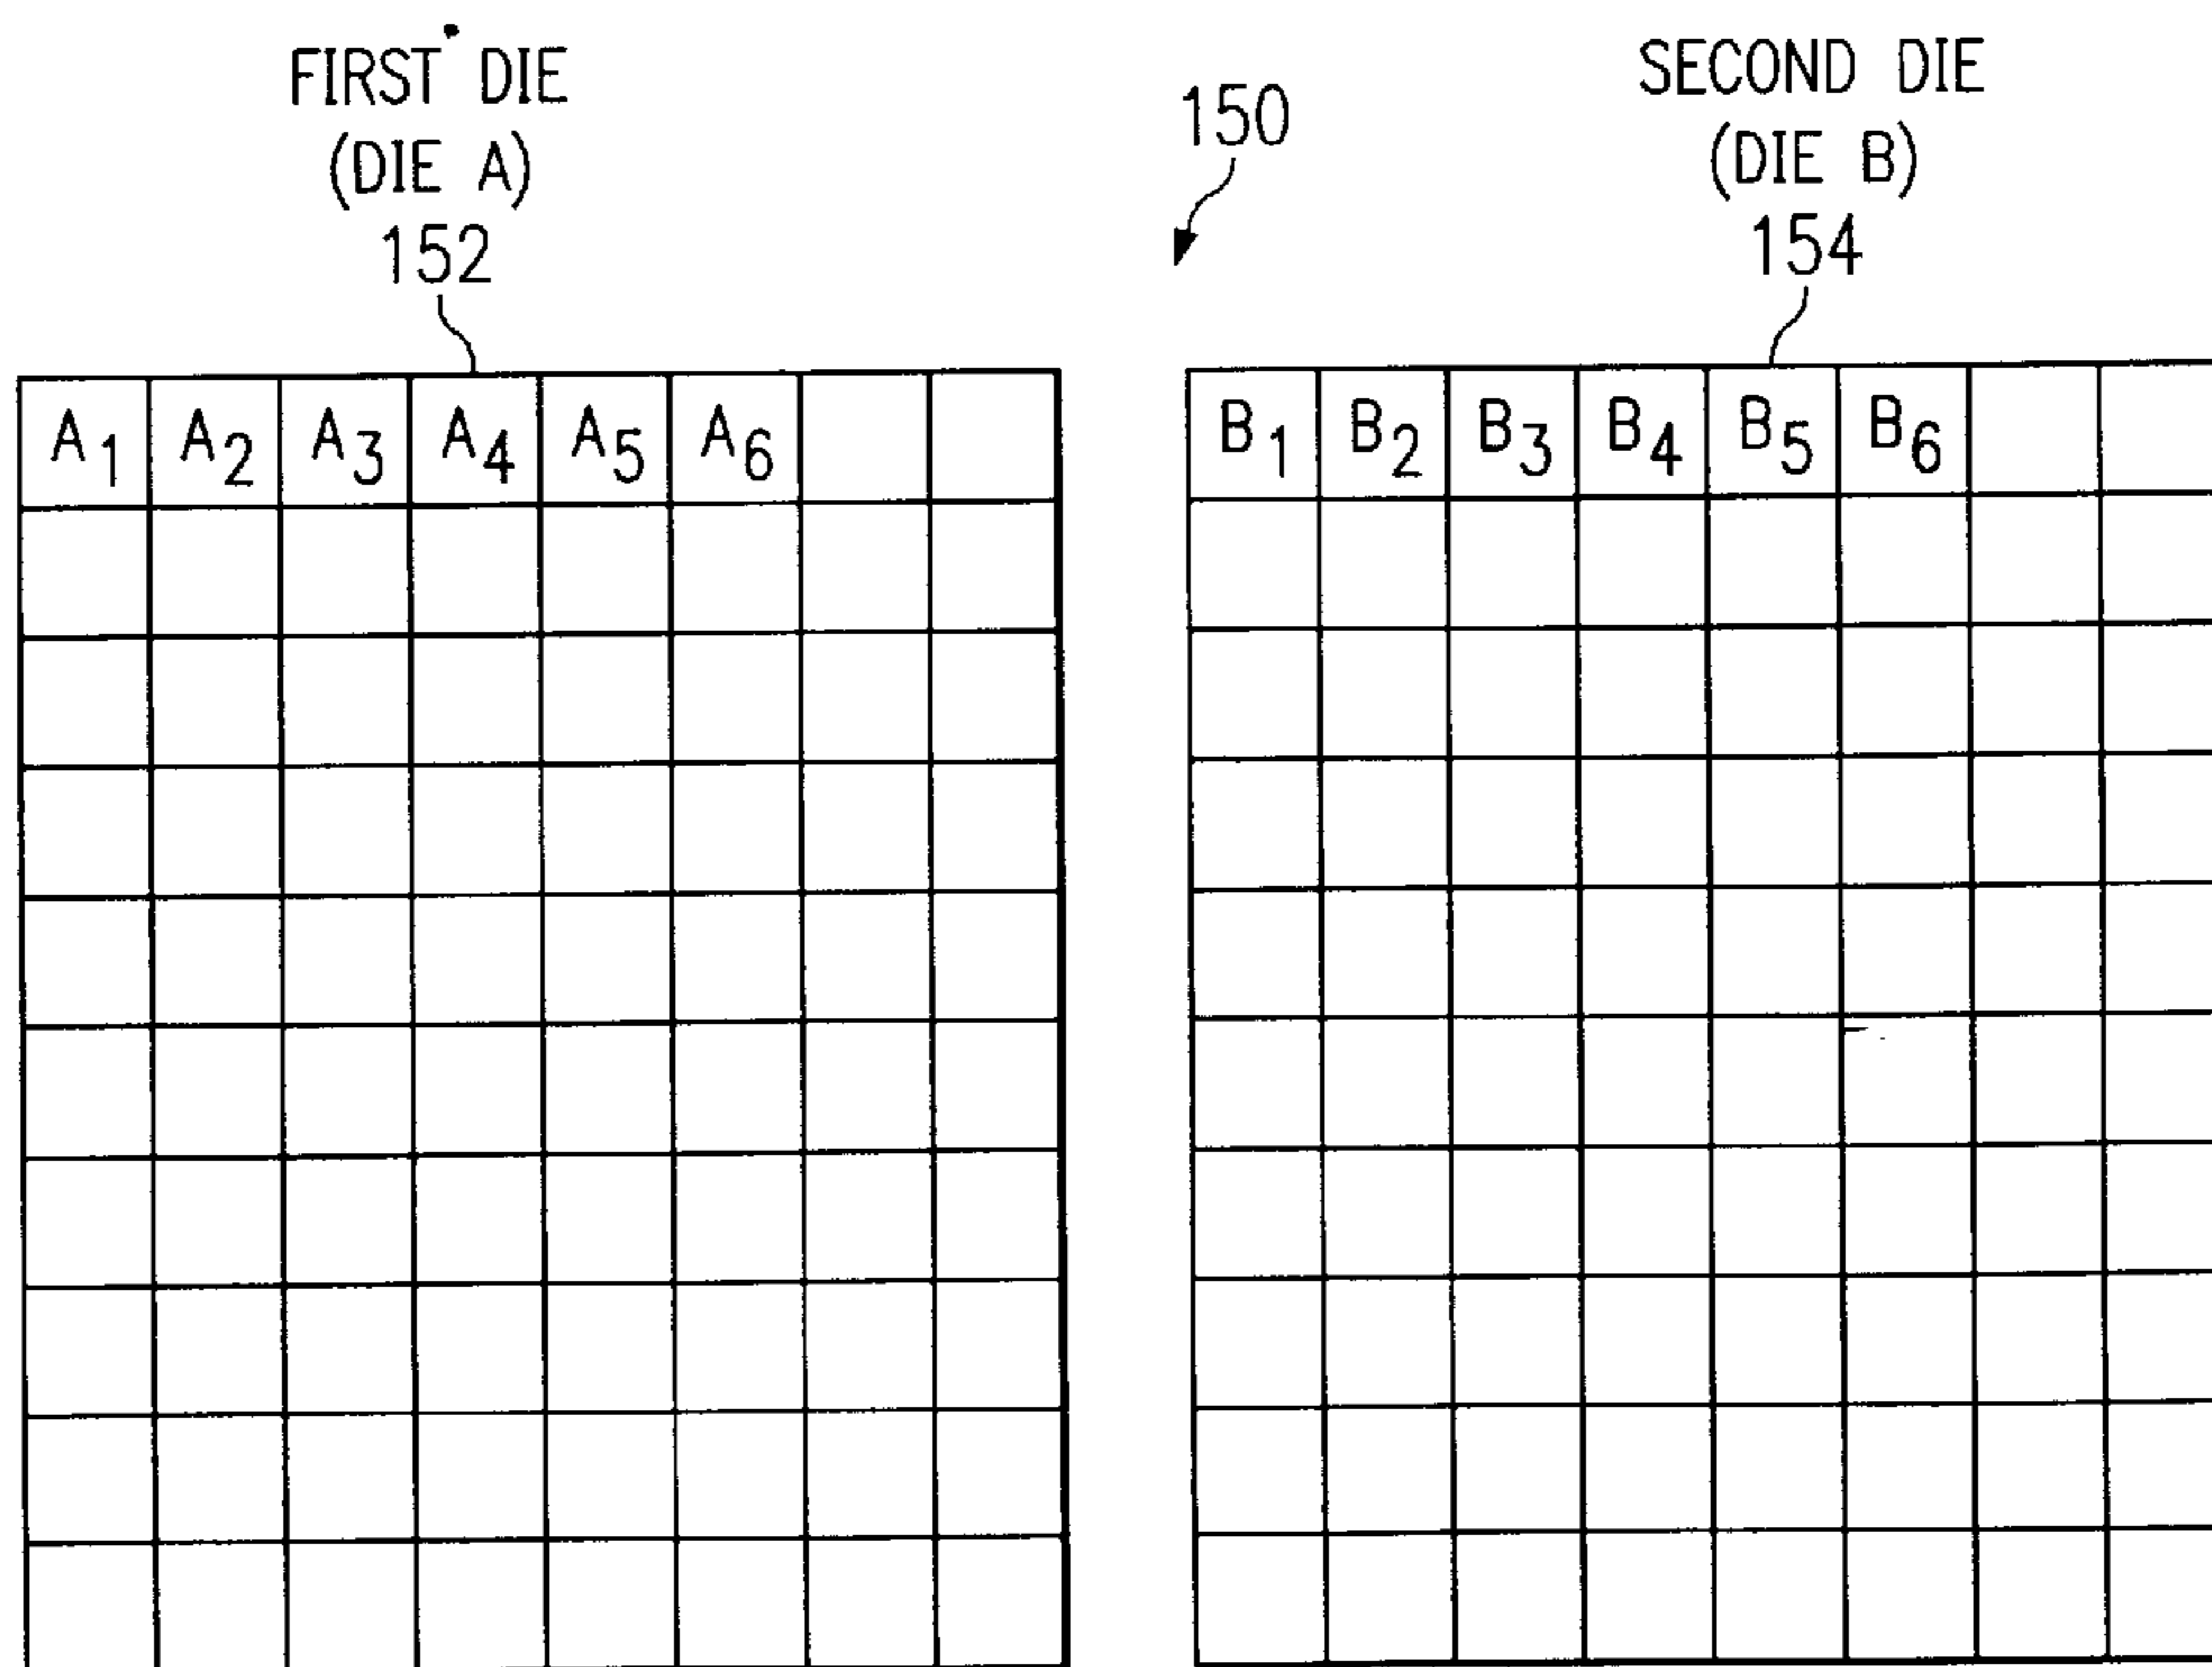 FIRST DIE
(DIE A)
152
150
SECOND DIE
(DIE B)
154
A1 A2 A3 A4 A5 A6
B1 B2 B3 B4 B5 B6